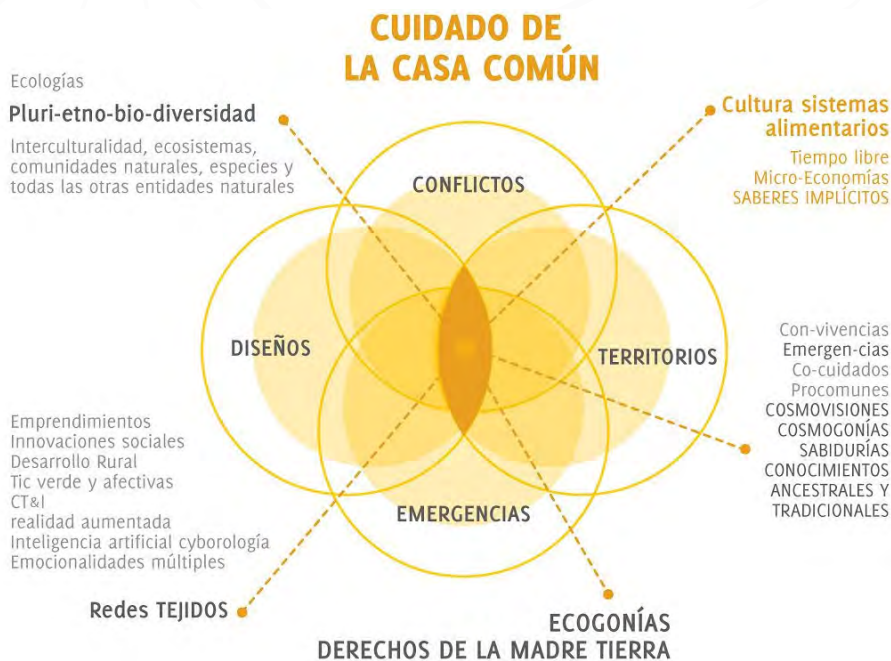 CUIDADO DE
LA CASA COMÚN
Ecologías
Pluri-etno-bio-diversidad
Interculturalidad, ecosistemas,
comunidades naturales, especies y
todas las otras entidades naturales
Cultura sistemas
alimentarios
Tiempo libre
Micro-Economías
SABERES IMPLÍCITOS
CONFLICTOS
DISEÑOS
TERRITORIOS
EMERGENCIAS
Con-vivencias
Emergen-cias
Co-cuidados
Procomunes
COSMOVISIONES
COSMOGONÍAS
SABIDURÍAS
CONOCIMIENTOS
ANCESTRALES Y
TRADICIONALES
Emprendimientos
Innovaciones sociales
Desarrollo Rural
Tic verde y afectivas
CT&I
realidad aumentada
Inteligencia artificial cyborología
Emocionalidades múltiples
Redes TEJIDOS
ECOGONÍAS
DERECHOS DE LA MADRE TIERRA